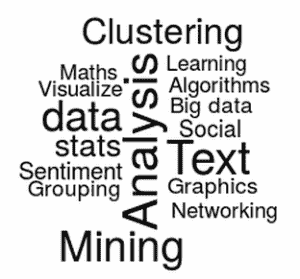 Clustering
Maths
Visualize
data
stats
Sentiment
Grouping
Analysis
Learning
Algorithms
Big data
Social
Text
Graphics
Networking
Mining